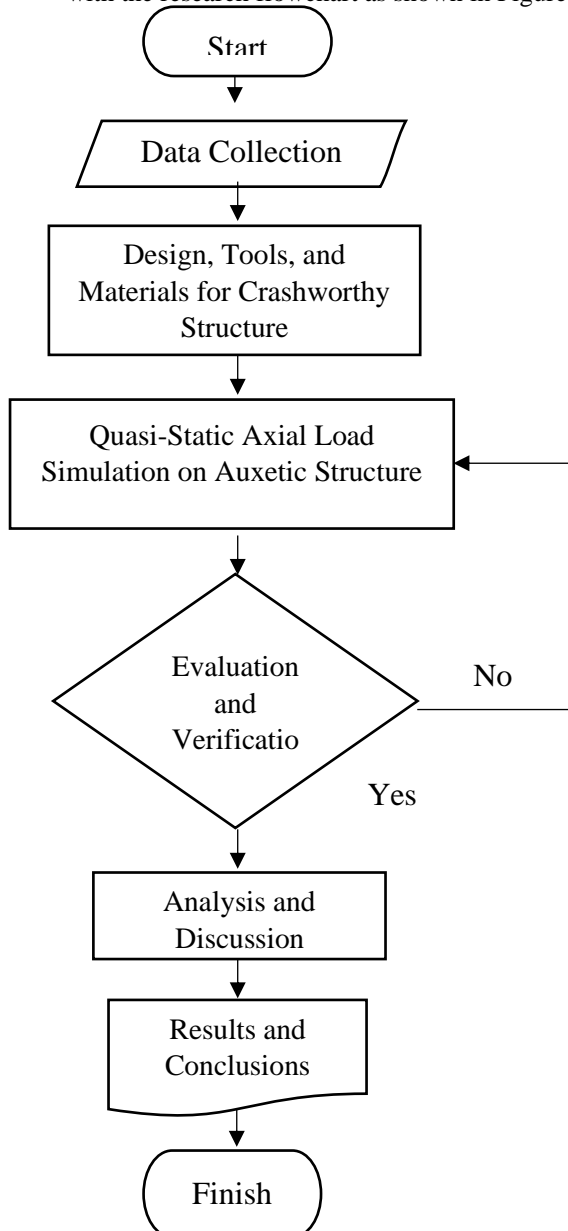 with the research flowchart as shown in Figure
Start
Data Collection
Design, Tools, and
Materials for Crashworthy
Structure
Quasi-Static Axial Load
Simulation on Auxetic Structure
Evaluation
and
Verificatio
No
Yes
Analysis and
Discussion
Results and
Conclusions
Finish